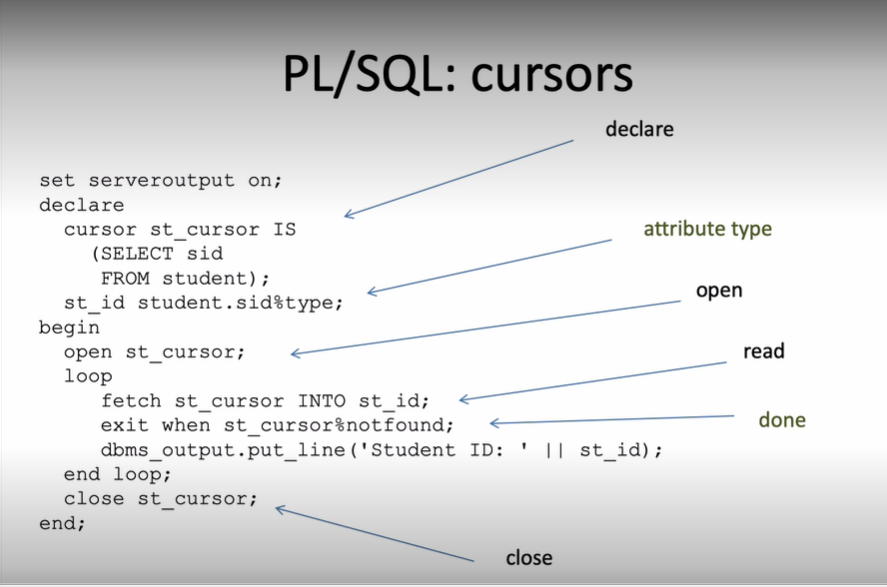 PL/SQL: cursors
declare
set serveroutput on;
declare
cursor st_cursor IS
(SELECT sid
FROM student);
attribute type
st_id student.sid%type;
open
begin
open st_cursor;
read
loop
fetch st_cursor INTO st_id;
done
exit when st_cursor%notfound;
dbms_output.put_line('Student ID: ' || st_id);
end loop;
close st_cursor;
end;
close